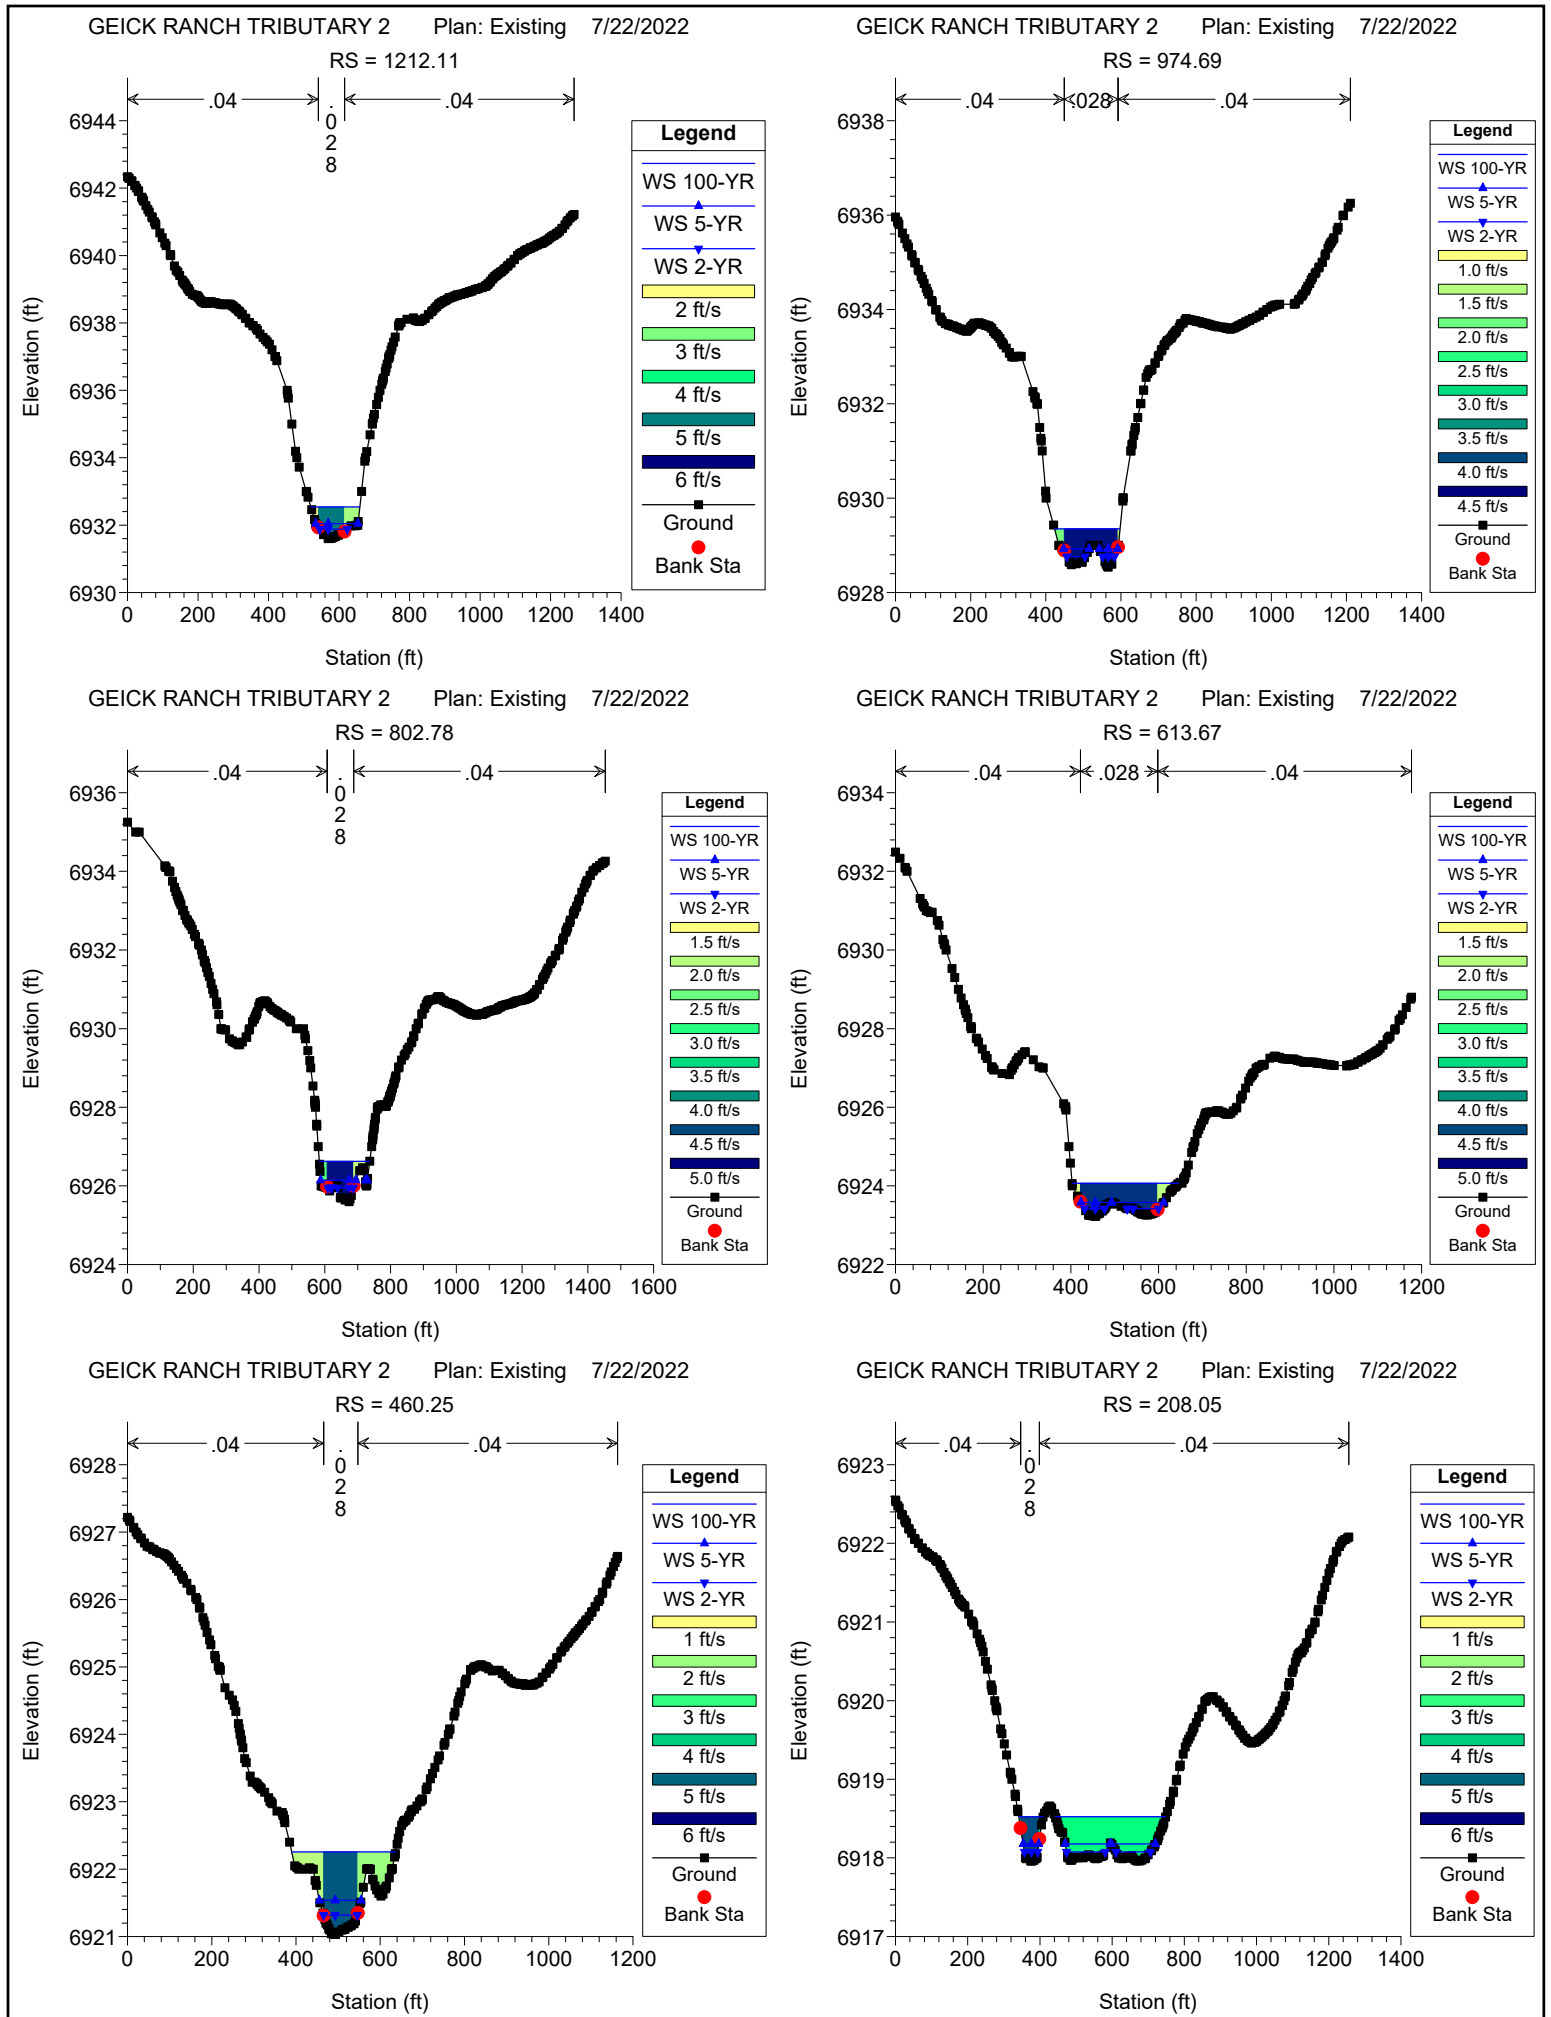 GEICK RANCH TRIBUTARY 2 Plan: Existing 7/22/2022
RS = 1212.11
.04 .028 .04
Elevation (ft)
6944
6942
6940
6938
6936
6934
6932
6930
0 200 400 600 800 1000 1200 1400
Station (ft)
Legend
WS 100-YR
WS 5-YR
WS 2-YR
2 ft/s
3 ft/s
4 ft/s
5 ft/s
6 ft/s
Ground
Bank Sta
GEICK RANCH TRIBUTARY 2 Plan: Existing 7/22/2022
RS = 974.69
.04 .028 .04
Elevation (ft)
6938
6936
6934
6932
6930
6928
0 200 400 600 800 1000 1200 1400
Station (ft)
Legend
WS 100-YR
WS 5-YR
WS 2-YR
1.0 ft/s
1.5 ft/s
2.0 ft/s
2.5 ft/s
3.0 ft/s
3.5 ft/s
4.0 ft/s
4.5 ft/s
Ground
Bank Sta
GEICK RANCH TRIBUTARY 2 Plan: Existing 7/22/2022
RS = 802.78
.04 .028 .04
Elevation (ft)
6936
6934
6932
6930
6928
6926
6924
0 200 400 600 800 1000 1200 1400 1600
Station (ft)
Legend
WS 100-YR
WS 5-YR
WS 2-YR
1.5 ft/s
2.0 ft/s
2.5 ft/s
3.0 ft/s
3.5 ft/s
4.0 ft/s
4.5 ft/s
5.0 ft/s
Ground
Bank Sta
GEICK RANCH TRIBUTARY 2 Plan: Existing 7/22/2022
RS = 613.67
.04 .028 .04
Elevation (ft)
6934
6932
6930
6928
6926
6924
6922
0 200 400 600 800 1000 1200
Station (ft)
Legend
WS 100-YR
WS 5-YR
WS 2-YR
1.5 ft/s
2.0 ft/s
2.5 ft/s
3.0 ft/s
3.5 ft/s
4.0 ft/s
4.5 ft/s
5.0 ft/s
Ground
Bank Sta
GEICK RANCH TRIBUTARY 2 Plan: Existing 7/22/2022
RS = 460.25
.04 .028 .04
Elevation (ft)
6928
6927
6926
6925
6924
6923
6922
6921
0 200 400 600 800 1000 1200
Station (ft)
Legend
WS 100-YR
WS 5-YR
WS 2-YR
1 ft/s
2 ft/s
3 ft/s
4 ft/s
5 ft/s
6 ft/s
Ground
Bank Sta
GEICK RANCH TRIBUTARY 2 Plan: Existing 7/22/2022
RS = 208.05
.04 .028 .04
Elevation (ft)
6923
6922
6921
6920
6919
6918
6917
0 200 400 600 800 1000 1200 1400
Station (ft)
Legend
WS 100-YR
WS 5-YR
WS 2-YR
1 ft/s
2 ft/s
3 ft/s
4 ft/s
5 ft/s
6 ft/s
Ground
Bank Sta